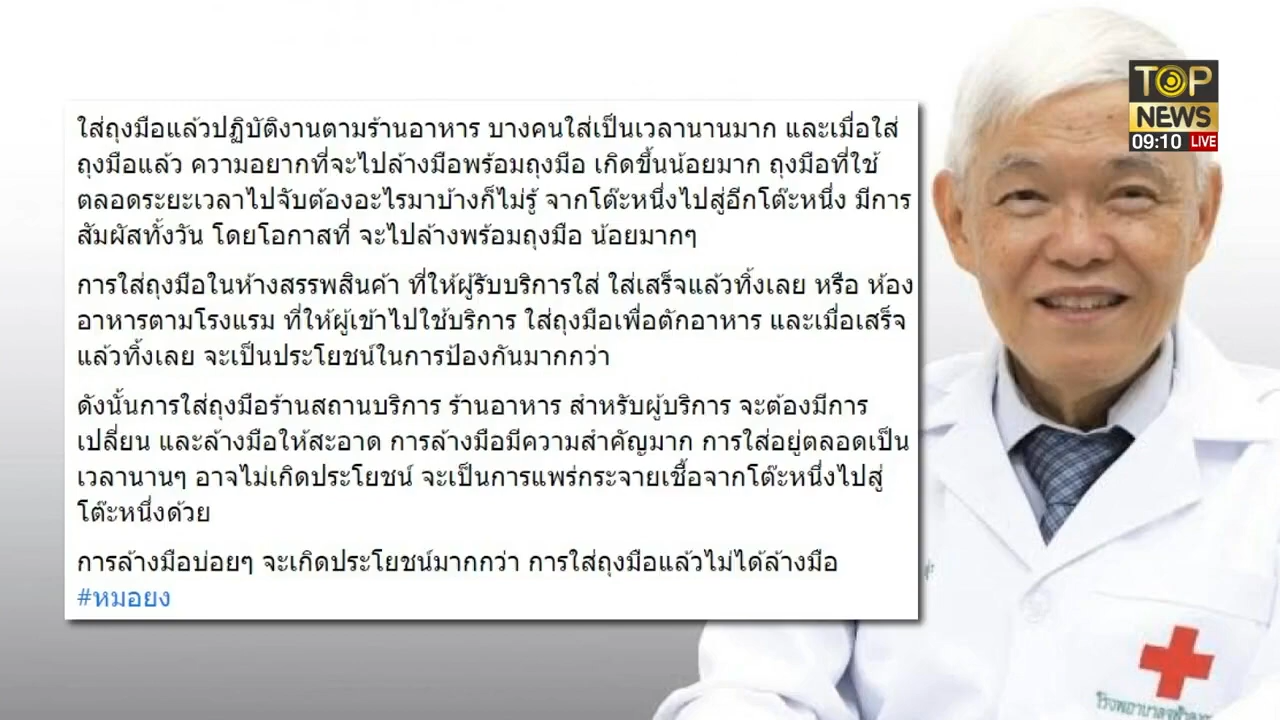 ใส่ถุงมือแล้วปฏิบัติงานตามร้านอาหาร บางคนใส่เป็นเวลานานมาก และเมื่อใส่
ถุงมือแล้ว ความอยากที่จะไปล้างมือพร้อมถุงมือ เกิดขึ้นน้อยมาก ถุงมือที่ใช้
ตลอดระยะเวลาไปจับต้องอะไรมาบ้างก็ไม่รู้ จากโต๊ะหนึ่งไปสู่อีกโต๊ะหนึ่ง มีการ
สัมผัสทั้งวัน โดยโอกาสที่ จะไปล้างพร้อมถุงมือ น้อยมากๆ
การใส่ถุงมือในห้างสรรพสินค้า ที่ให้ผู้รับบริการใส่ ใส่เสร็จแล้วทิ้งเลย หรือ ห้อง
อาหารตามโรงแรม ที่ให้ผู้เข้าไปใช้บริการ ใส่ถุงมือเพื่อตักอาหาร และเมื่อเสร็จ
แล้วทิ้งเลย จะเป็นประโยชน์ในการป้องกันมากกว่า
ดังนั้นการใส่ถุงมือร้านสถานบริการ ร้านอาหาร สำหรับผู้บริการ จะต้องมีการ
เปลี่ยน และล้างมือให้สะอาด การล้างมือมีความสำคัญมาก การใส่อยู่ตลอดเป็น
เวลานานๆ อาจไม่เกิดประโยชน์ จะเป็นการแพร่กระจายเชื้อจากโต๊ะหนึ่งไปสู่
โต๊ะหนึ่งด้วย
การล้างมือบ่อยๆ จะเกิดประโยชน์มากกว่า การใส่ถุงมือแล้วไม่ได้ล้างมือ
#หมอยง
TOP
NEWS
09:10 LIVE